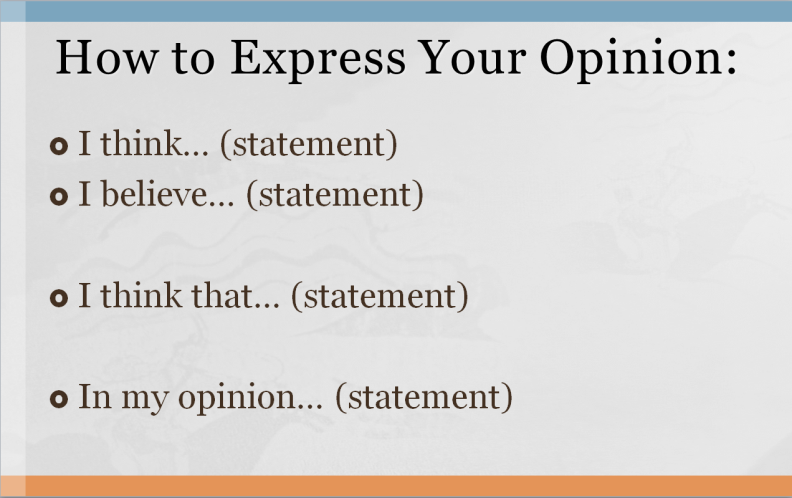 How to Express Your Opinion:
I think... (statement)
I believe... (statement)
I think that... (statement)
In my opinion... (statement)